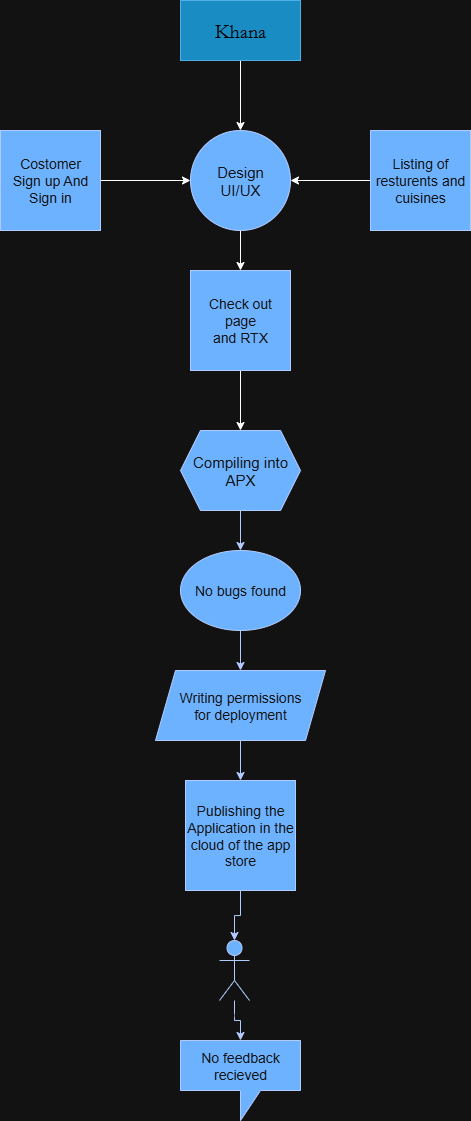 Khana
Costomer
Sign up And
Sign in
Design
UI/UX
Listing of
resturents and
cuisines
Check out
page
and RTX
Compiling into
APX
No bugs found
Writing permissions
for deployment
Publishing the
Application in the
cloud of the app
store
No feedback
recieved